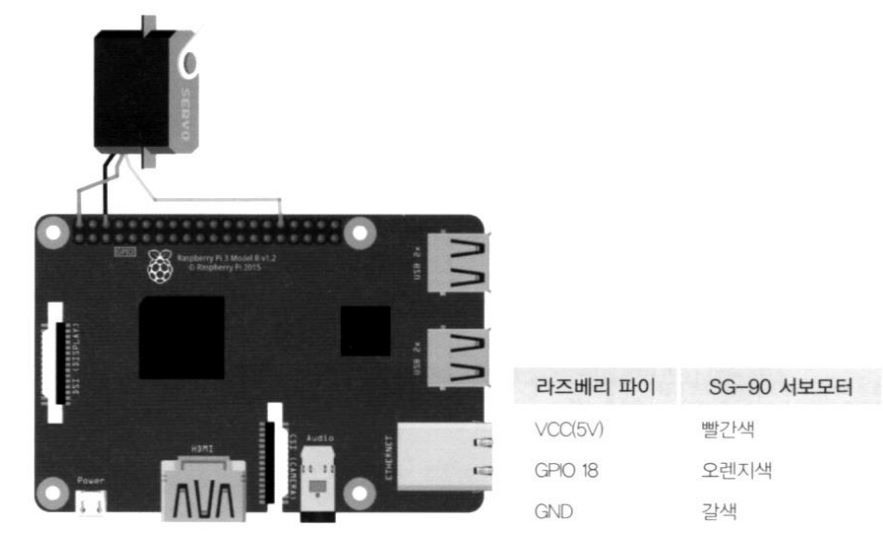 SERVO
GPIO
Raspberry Pi 3 Model B v1.2
© Raspberry Pi 2015
USB 2x
DSI (DISPLAY)
USB 2x
HDMI
CSI (CAMERA)
Audio
ETHERNET
Power
라즈베리 파이 SG-90 서보모터
VCC(5V) 빨간색
GPIO 18 오렌지색
GND 갈색